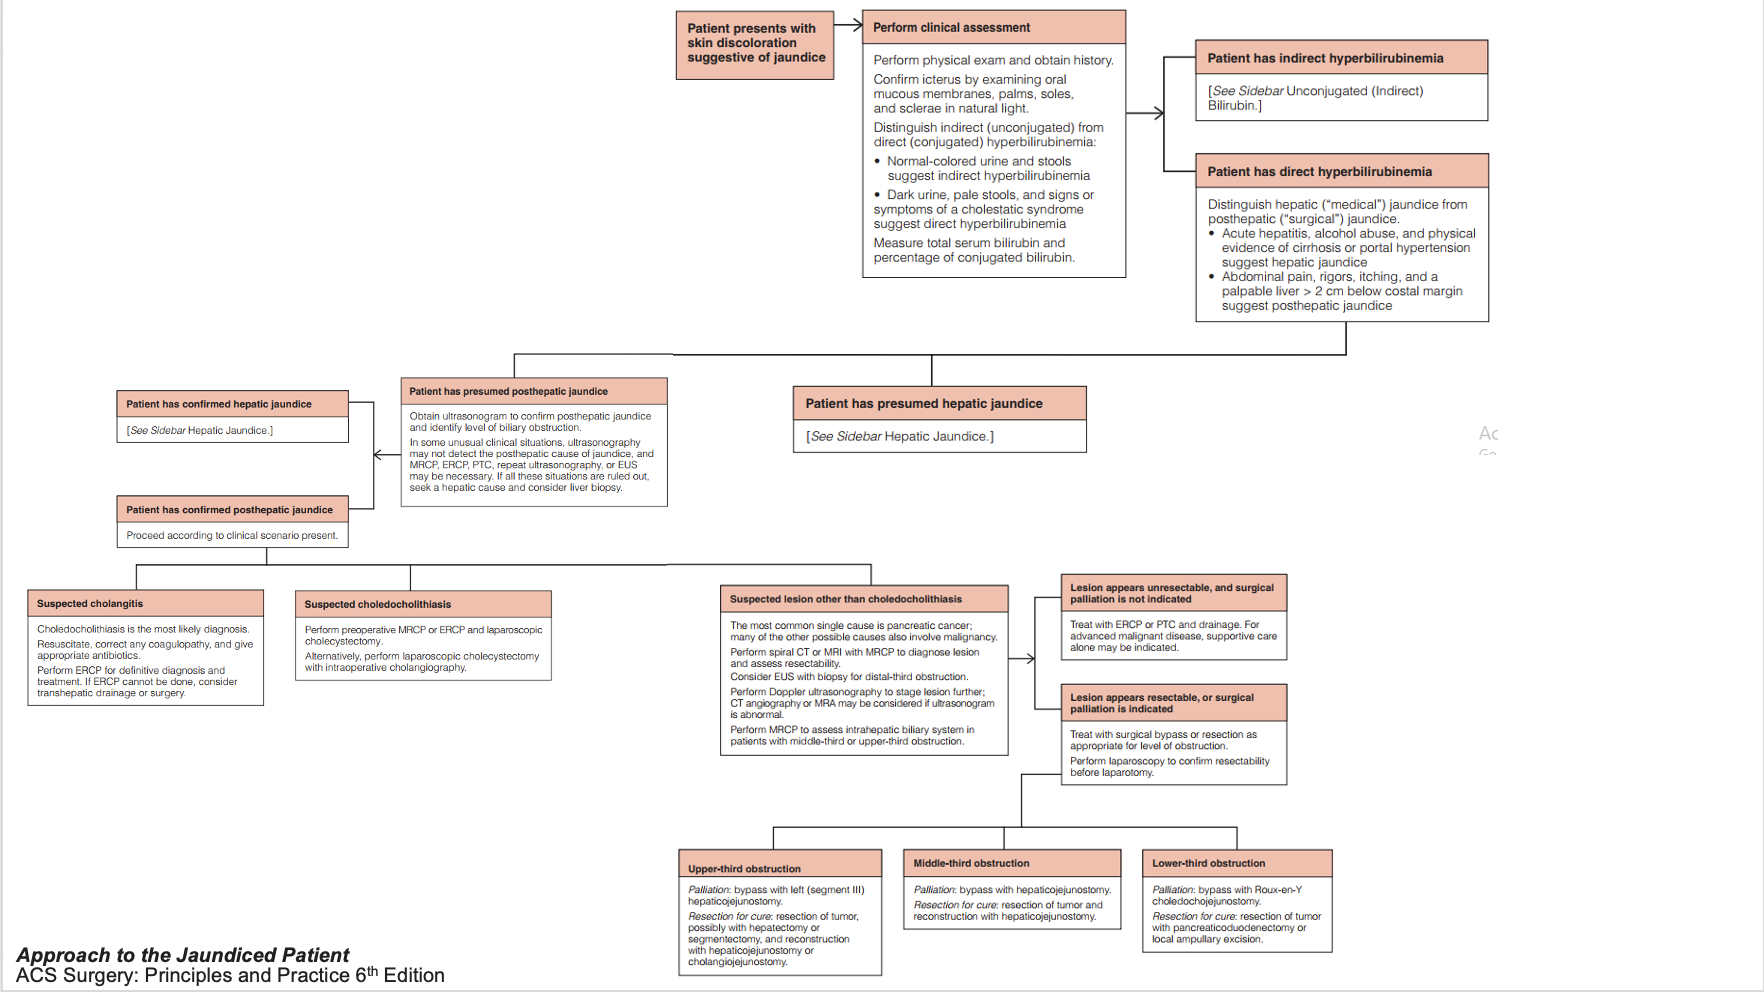 Patient presents with
skin discoloration
suggestive of jaundice
Perform clinical assessment
Perform physical exam and obtain history.
Confirm icterus by examining oral
mucous membranes, palms, soles,
and sclerae in natural light.
Distinguish indirect (unconjugated) from
direct (conjugated) hyperbilirubinemia:
• Normal-colored urine and stools
suggest indirect hyperbilirubinemia
• Dark urine, pale stools, and signs or
symptoms of a cholestatic syndrome
suggest direct hyperbilirubinemia
Measure total serum bilirubin and
percentage of conjugated bilirubin.
Patient has indirect hyperbilirubinemia
[See Sidebar Unconjugated (Indirect)
Bilirubin.]
Patient has direct hyperbilirubinemia
Distinguish hepatic (“medical”) jaundice from
posthepatic (“surgical”) jaundice.
• Acute hepatitis, alcohol abuse, and physical
evidence of cirrhosis or portal hypertension
suggest hepatic jaundice
• Abdominal pain, rigors, itching, and a
palpable liver > 2 cm below costal margin
suggest posthepatic jaundice
Patient has confirmed hepatic jaundice
[See Sidebar Hepatic Jaundice.]
Patient has presumed posthepatic jaundice
Obtain ultrasonogram to confirm posthepatic jaundice
and identify level of biliary obstruction.
In some unusual clinical situations, ultrasonography
may not detect the posthepatic cause of jaundice, and
MRCP, ERCP, PTC, repeat ultrasonography, or EUS
may be necessary. If all these situations are ruled out,
seek a hepatic cause and consider liver biopsy.
Patient has presumed hepatic jaundice
[See Sidebar Hepatic Jaundice.]
Ac
Patient has confirmed posthepatic jaundice
Proceed according to clinical scenario present.
Suspected cholangitis
Choledocholithiasis is the most likely diagnosis.
Resuscitate, correct any coagulopathy, and give
appropriate antibiotics.
Perform ERCP for definitive diagnosis and
treatment. If ERCP cannot be done, consider
transhepatic drainage or surgery.
Suspected choledocholithiasis
Perform preoperative MRCP or ERCP and laparoscopic
cholecystectomy.
Alternatively, perform laparoscopic cholecystectomy
with intraoperative cholangiography.
Suspected lesion other than choledocholithiasis
The most common single cause is pancreatic cancer;
many of the other possible causes also involve malignancy.
Perform spiral CT or MRI with MRCP to diagnose lesion
and assess resectability.
Consider EUS with biopsy for distal-third obstruction.
Perform Doppler ultrasonography to stage lesion further;
CT angiography or MRA may be considered if ultrasonogram
is abnormal.
Perform MRCP to assess intrahepatic biliary system in
patients with middle-third or upper-third obstruction.
Lesion appears unresectable, and surgical
palliation is not indicated
Treat with ERCP or PTC and drainage. For
advanced malignant disease, supportive care
alone may be indicated.
Lesion appears resectable, or surgical
palliation is indicated
Treat with surgical bypass or resection as
appropriate for level of obstruction.
Perform laparoscopy to confirm resectability
before laparotomy.
Upper-third obstruction
Palliation: bypass with left (segment III)
hepaticojejunostomy.
Resection for cure: resection of tumor,
possibly with hepatectomy or
segmentectomy, and reconstruction
with hepaticojejunostomy or
cholangiojejunostomy.
Middle-third obstruction
Palliation: bypass with hepaticojejunostomy.
Resection for cure: resection of tumor and
reconstruction with hepaticojejunostomy.
Lower-third obstruction
Palliation: bypass with Roux-en-Y
choledochojejunostomy.
Resection for cure: resection of tumor
with pancreaticoduodenectomy or
local ampullary excision.
Approach to the Jaundiced Patient
ACS Surgery: Principles and Practice 6th Edition